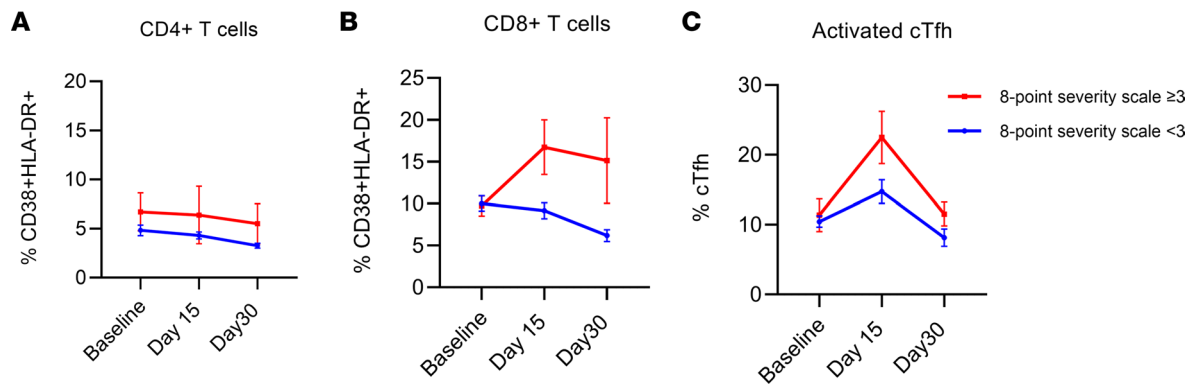 A
CD4+ T cells
% CD38+HLA-DR+
20
15
10
5
0
Baseline
Day 15
Day30
B
CD8+ T cells
% CD38+HLA-DR+
25
20
15
10
5
0
Baseline
Day 15
Day30
C
Activated cTfh
% cTfh
30
20
10
0
Baseline
Day 15
Day30
8-point severity scale ≥3
8-point severity scale <3